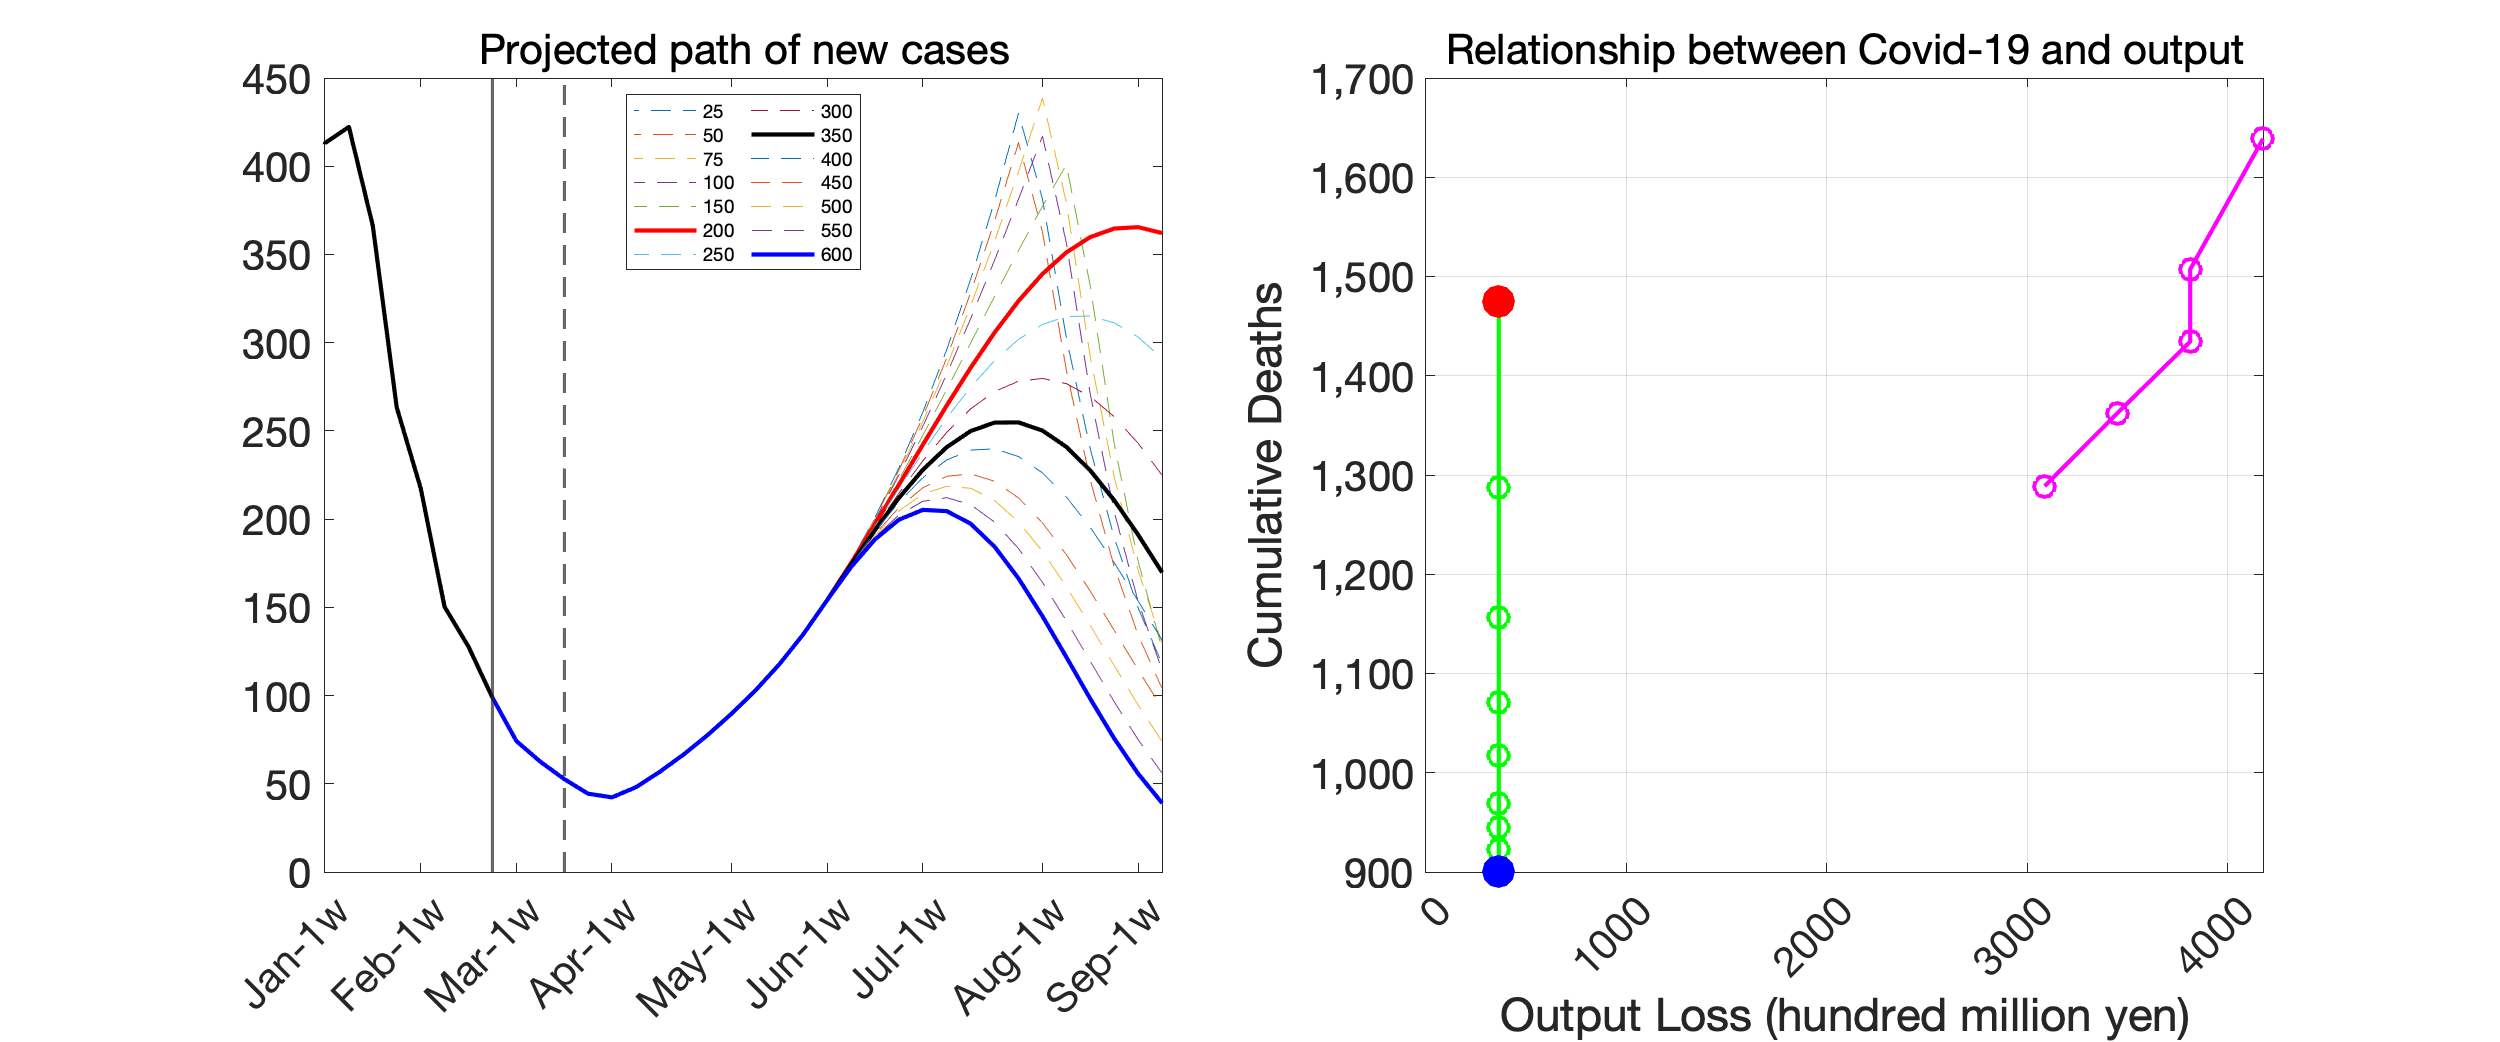 Projected path of new cases
450
400
350
300
250
200
150
100
50
0
25
50
75
100
150
200
250
300
350
400
450
500
550
600
Jan-1w
Feb-1w
Mar-1w
Apr-1w
May-1w
Jun-1w
Jul-1w
Aug-1w
Sep-1w
Relationship between Covid-19 and output
Cumulative Deaths
1,700
1,600
1,500
1,400
1,300
1,200
1,100
1,000
900
0
1000
2000
3000
4000
Output Loss (hundred million yen)